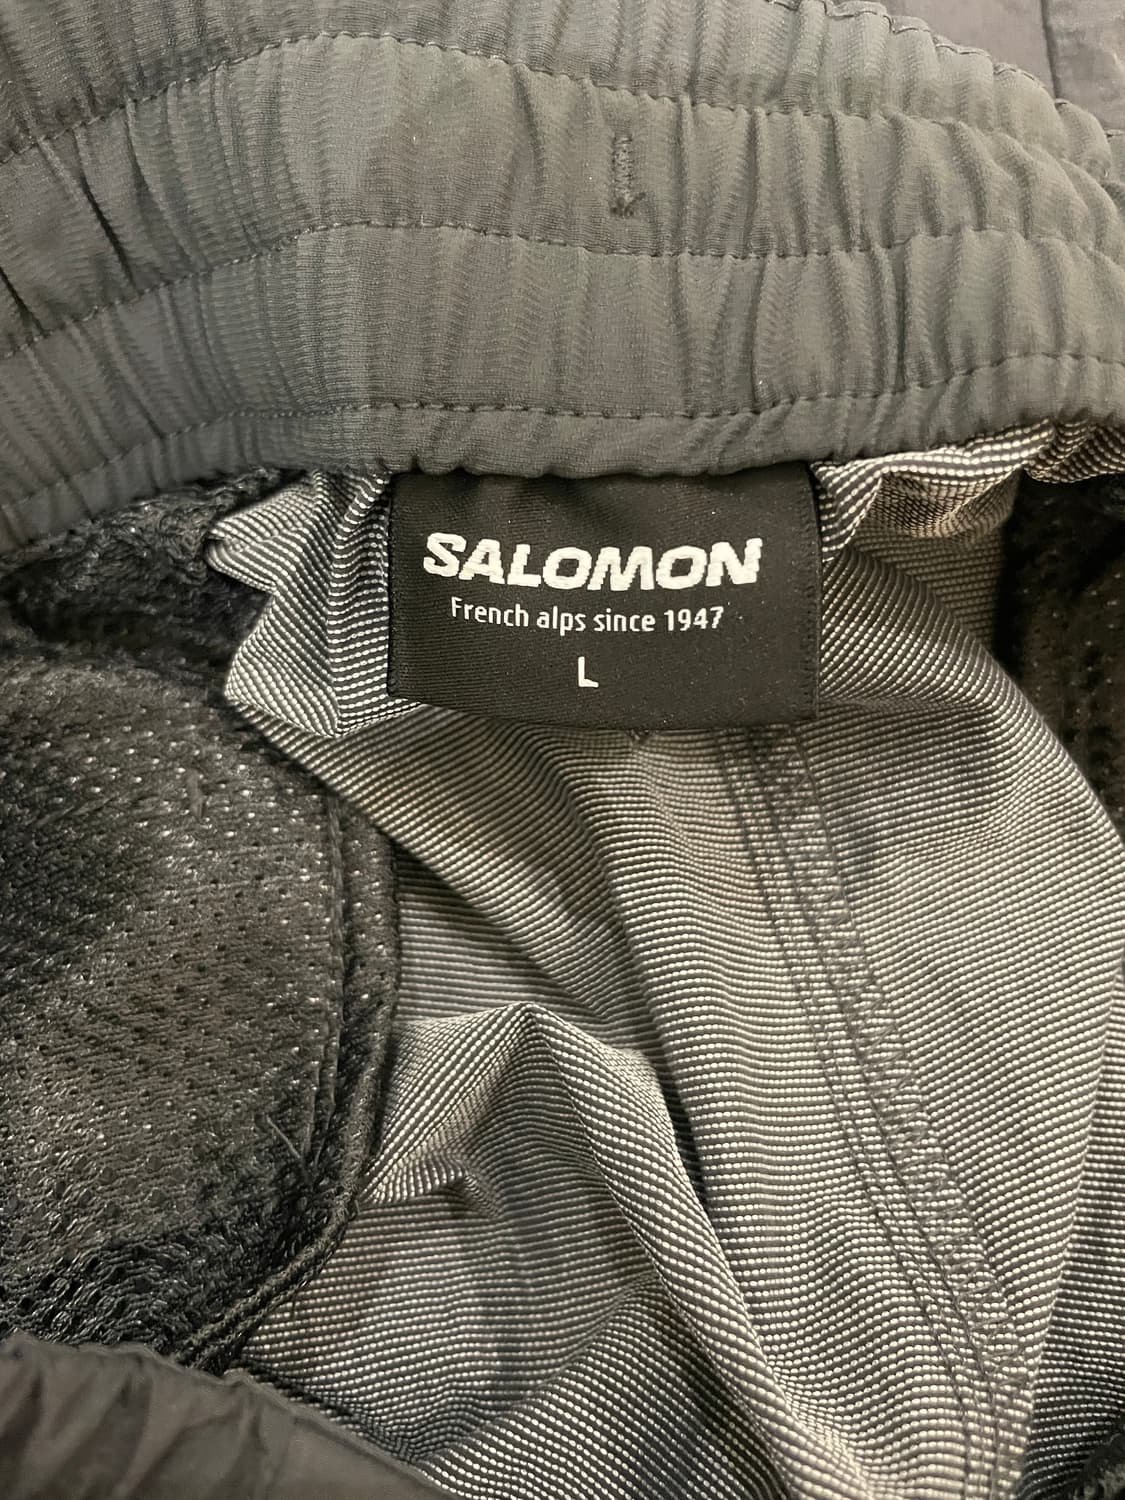 SALOMON
French alps since 1947
L